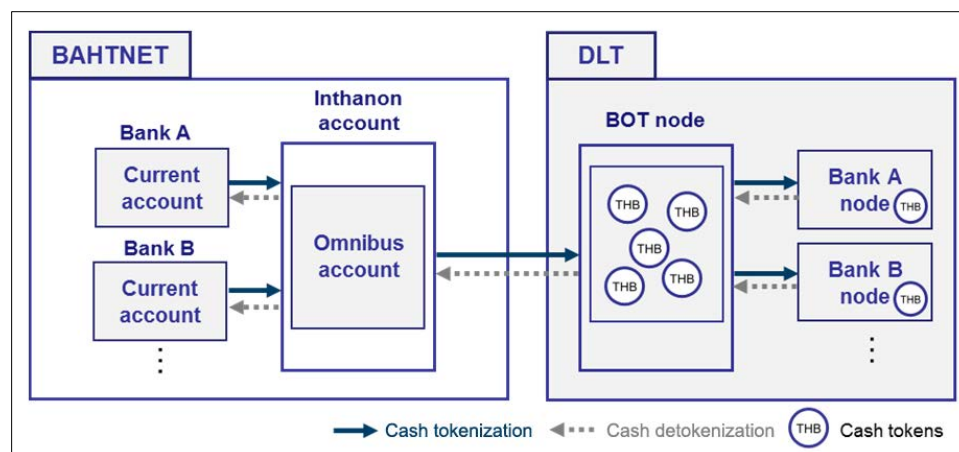 BAHTNET
Inthanon
account
Bank A
Current
account
Bank B
Current
account
Omnibus
account
DLT
BOT node
THB
THB
THB
THB
THB
Bank A
node
THB
Bank B
node
THB
Cash tokenization
Cash detokenization
THB
Cash tokens